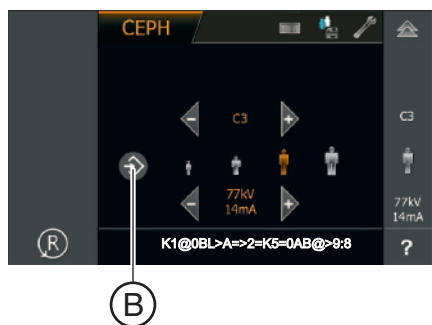 CEPH
C3
C3
77kV
14mA
77kV
14mA
R
K1@0BL>A=>2=K5=0AB@>9:8
?
B